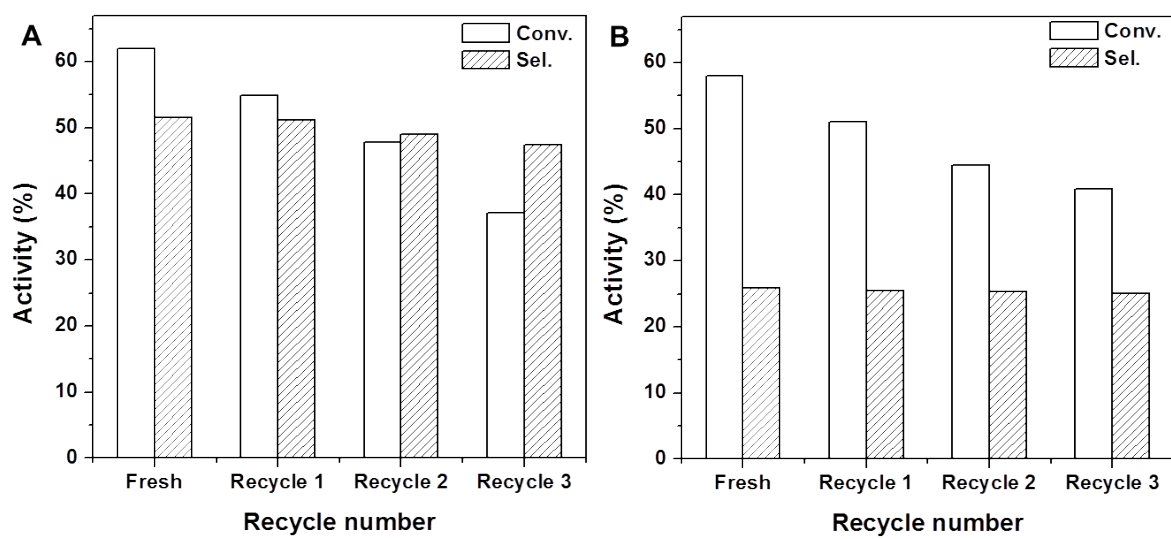 A
Conv.
Sel.
Activity (%)
60
50
40
30
20
10
0
Fresh
Recycle 1
Recycle 2
Recycle 3
Recycle number
B
Conv.
Sel.
Activity (%)
60
50
40
30
20
10
0
Fresh
Recycle 1
Recycle 2
Recycle 3
Recycle number